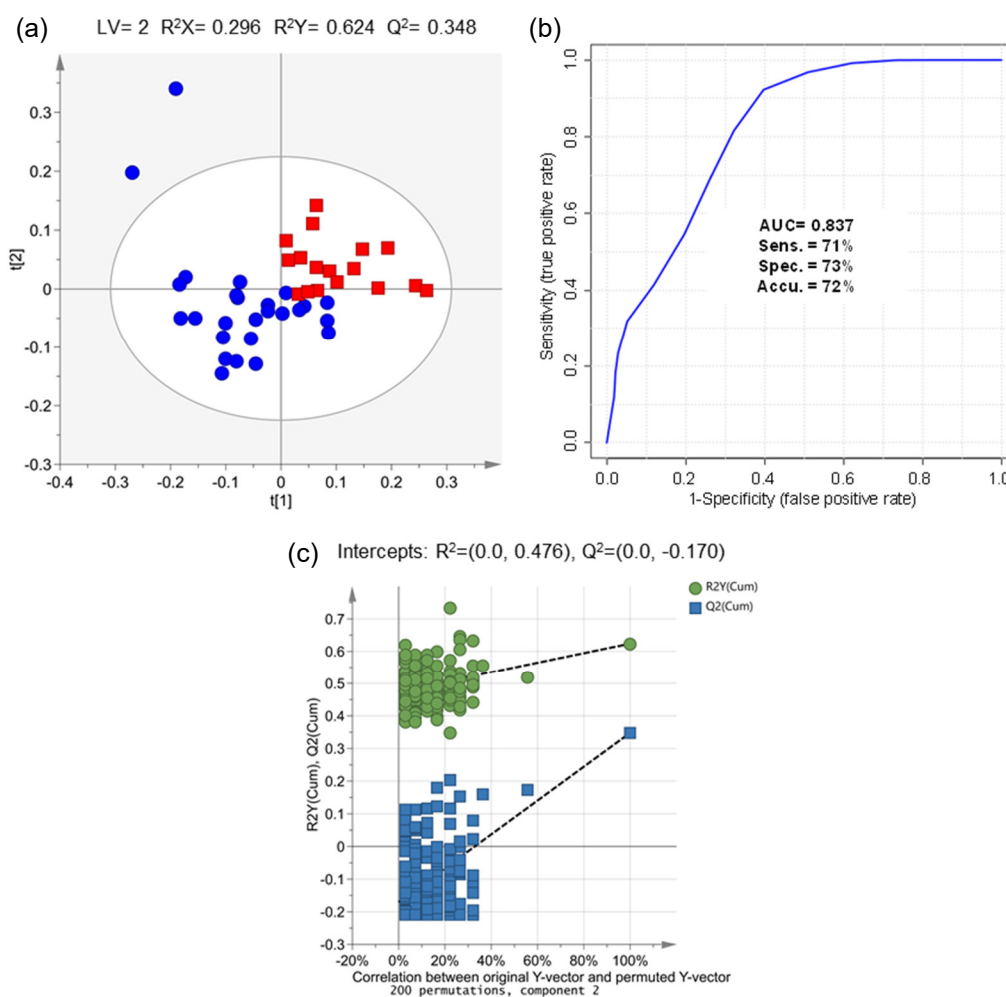 (a)
LV= 2 R²X= 0.296 R²Y= 0.624 Q²= 0.348
t[2]
0.3
0.2
0.1
0
-0.1
-0.2
-0.3
-0.4
-0.3
-0.2
-0.1
0
0.1
0.2
0.3
t[1]
(b)
Sensitivity (true positive rate)
1.0
0.8
0.6
0.4
0.2
0.0
AUC= 0.837
Sens. = 71%
Spec. = 73%
Accu. = 72%
0.0
0.2
0.4
0.6
0.8
1.0
1-Specificity (false positive rate)
(c)
Intercepts: R²=(0.0, 0.476), Q²=(0.0, -0.170)
R2Y(Cum)
Q2(Cum)
R2Y(Cum), Q2(Cum)
0.7
0.6
0.5
0.4
0.3
0.2
0.1
0
-0.1
-0.2
-0.3
-20%
0%
20%
40%
60%
80%
100%
Correlation between original Y-vector and permuted Y-vector
200 permutations, component 2